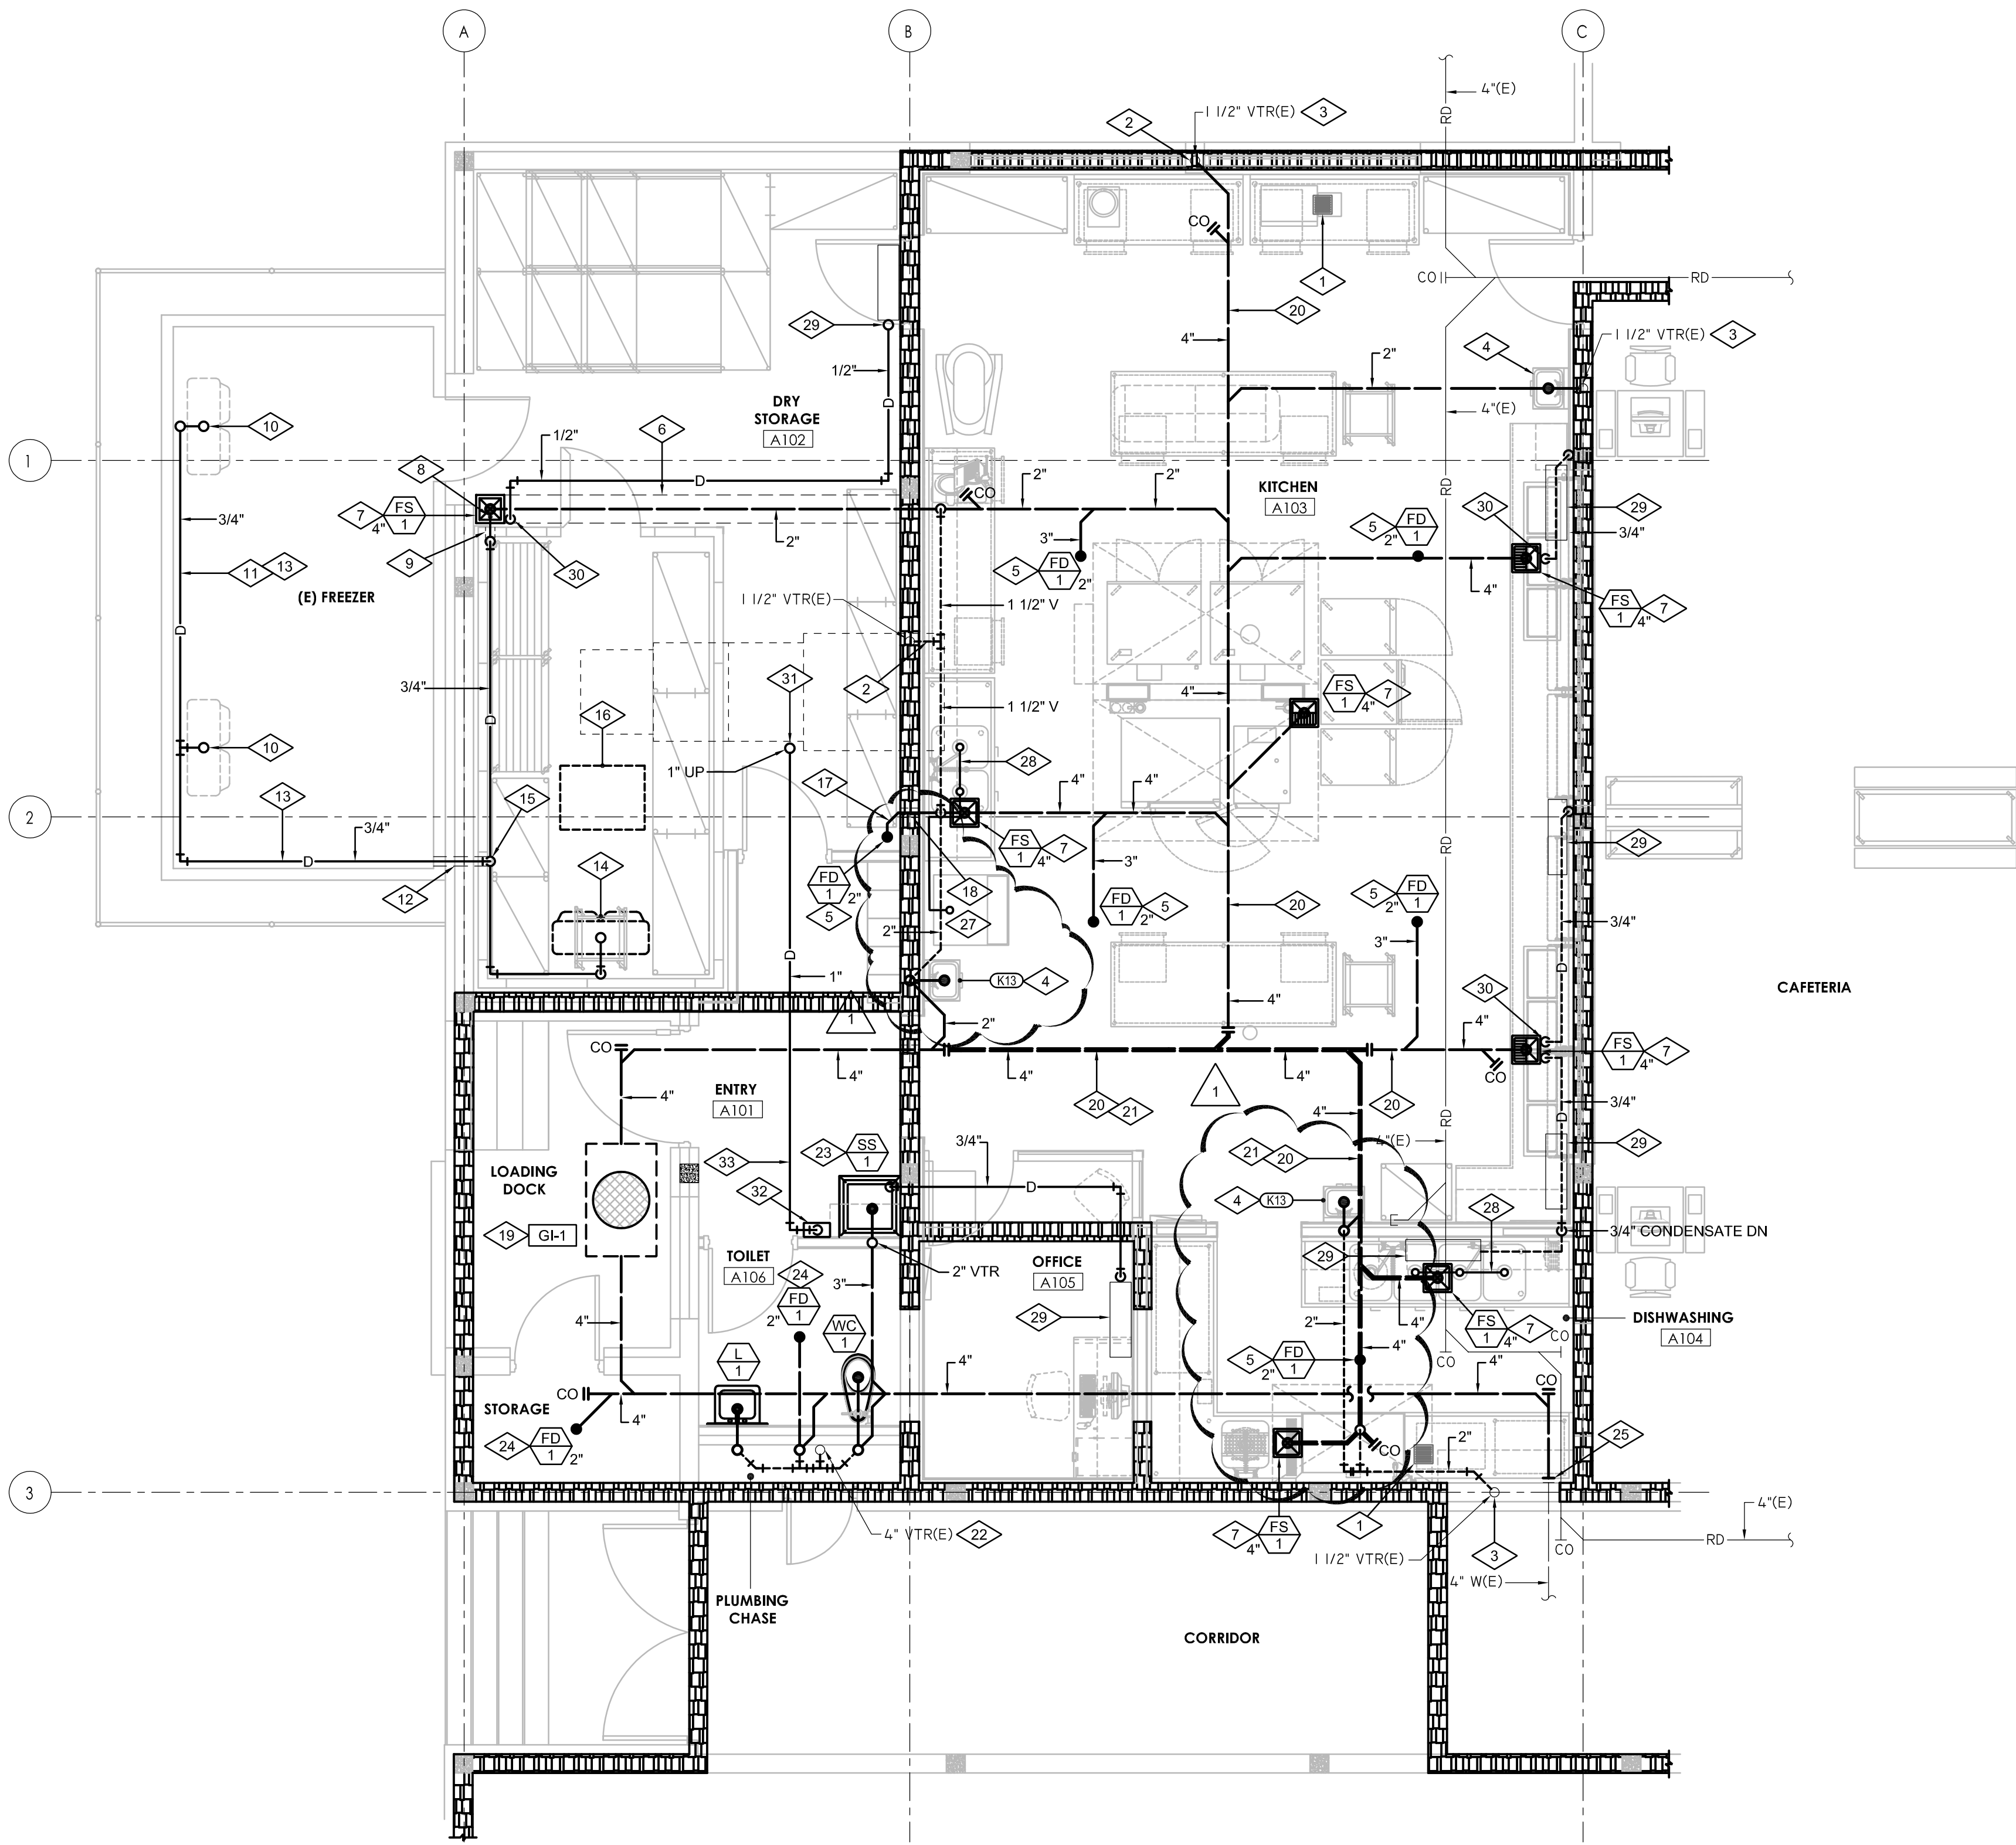 A
B
C
4"(E)
RD
1 1/2" VTR(E) 3
2
CO
1
CO
RD
20
29
4"
1 1/2" VTR(E) 3
4
1/2"
2"
DRY
STORAGE
A102
D
4"(E)
10
6
1/2"
1
8
D
2"
2"
KITCHEN
A103
RD
CO
7
FS
1
4"
3/4"
30
29
5
FD
1
2"
3"
2"
3/4"
9
30
5
FD
1
2"
4"
11
13
(E) FREEZER
1 1/2" VTR(E)
1 1/2" V
FS
1
4"
7
D
31
2
3/4"
16
4"
FS
1
4"
7
1 1/2" V
D
10
1" UP
28
17
4"
4"
13
15
2
3/4"
D
FS
1
4"
7
RD
29
14
3"
FD
1
2"
5
18
5
FD
1
2"
12
FD
1
2"
5
20
27
2"
3"
3/4"
D
D
1"
K13
4
CAFETERIA
30
4"
1
2"
4"
CO
FS
1
4"
7
4"
4"
4"
CO
ENTRY
A101
4"
1
20
21
20
3/4"
4"
RD
D
4"(E)
29
23
SS
1
3/4"
21
20
LOADING
DOCK
33
D
32
4
K13
28
19
GI-1
3/4" CONDENSATE DN
TOILET
A106
24
OFFICE
A105
29
2" VTR
3"
FD
1
2"
WC
1
4"
29
2"
4"
FS
1
4"
7
DISHWASHING
A104
CO
L
1
5
FD
1
2"
4"
CO
4"
4"
CO
CO
STORAGE
4"
24
FD
1
2"
CO
2"
25
3
4"(E)
4" VTR(E) 22
7
FS
1
4"
1
RD
CO
1 1/2" VTR(E)
3
4" W(E)
PLUMBING
CHASE
CORRIDOR